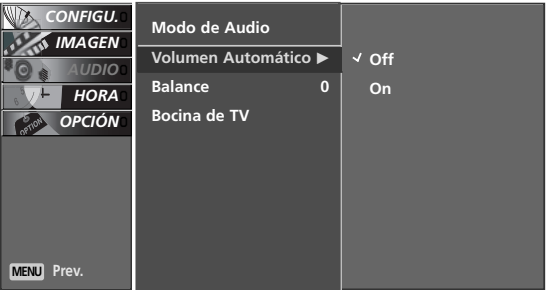 CONFIGU.
IMAGEN
AUDIO
HORA
OPCIÓN
OPTION
MENU Prev.
Modo de Audio
Volumen Automático ▶
Balance 0
Bocina de TV
✓ Off
On